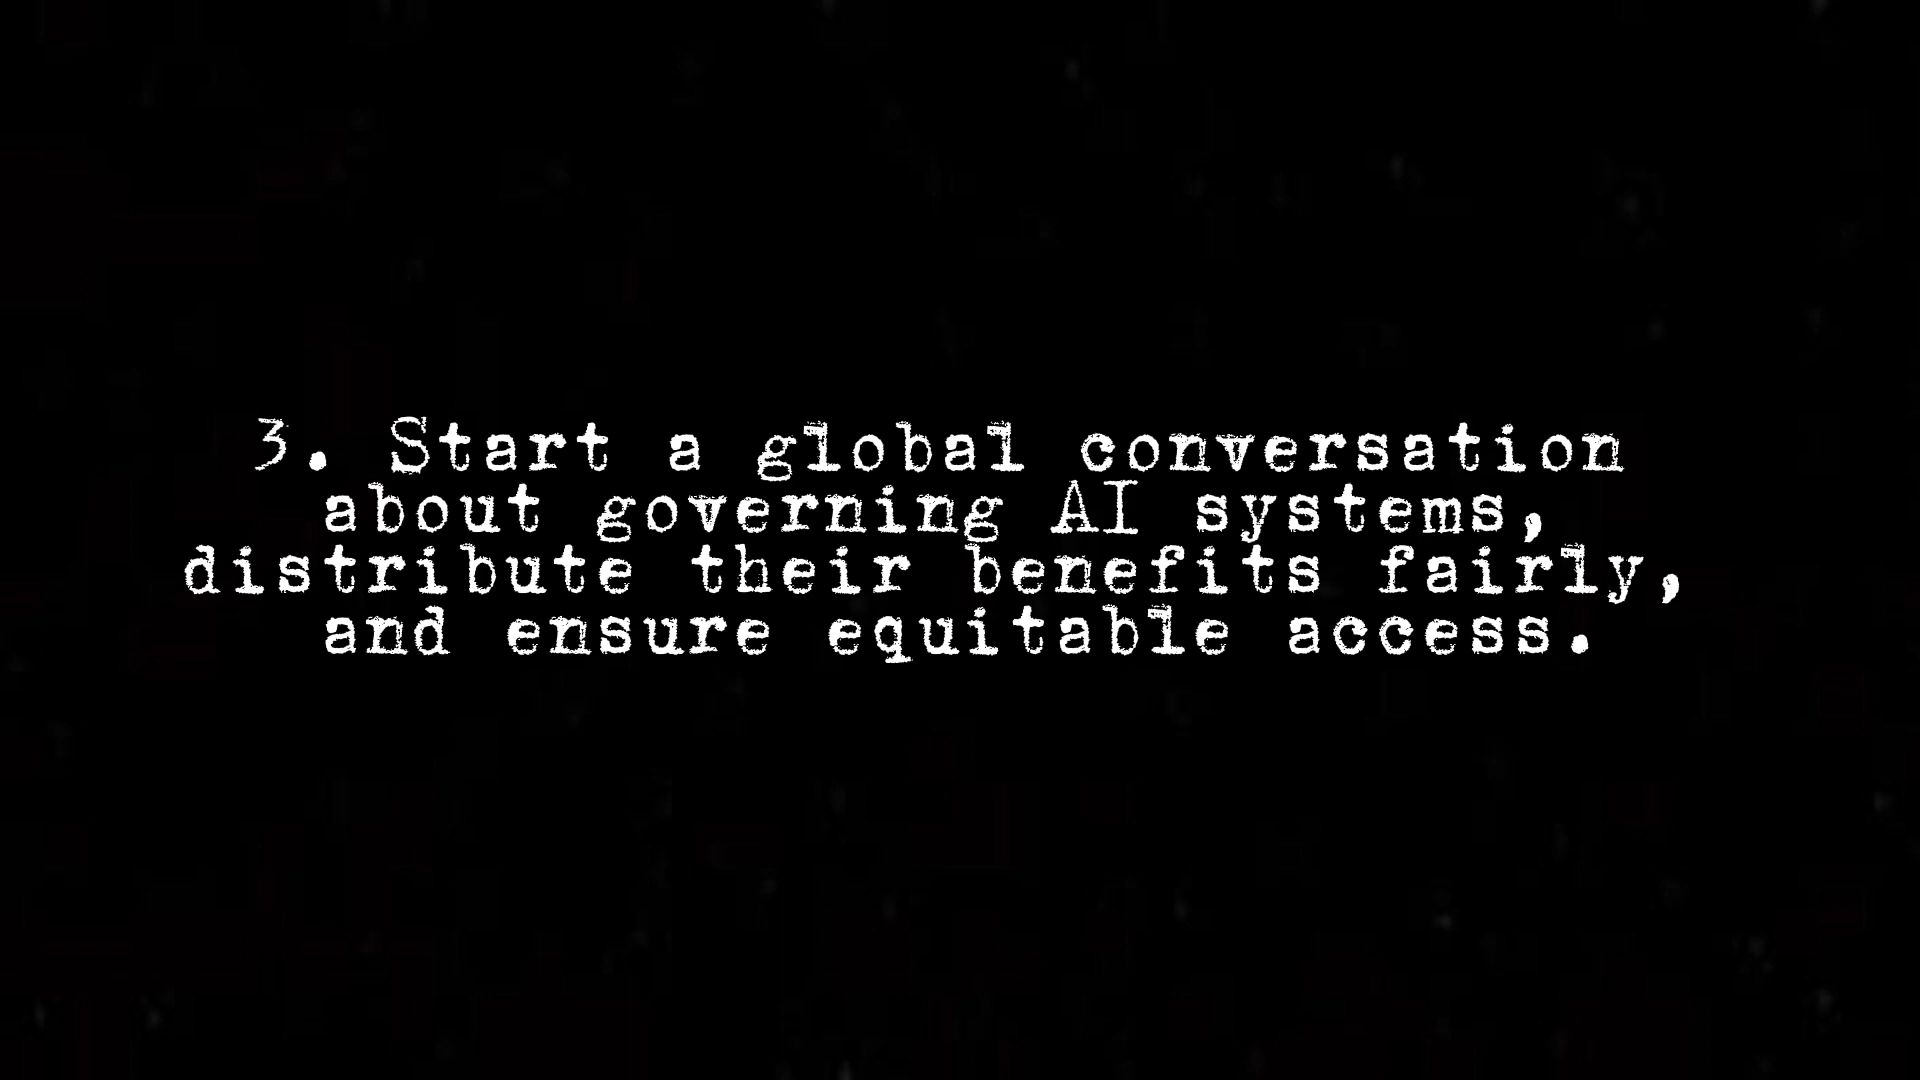 3. Start a global conversation
about governing AI systems,
distribute their benefits fairly,
and ensure equitable access.